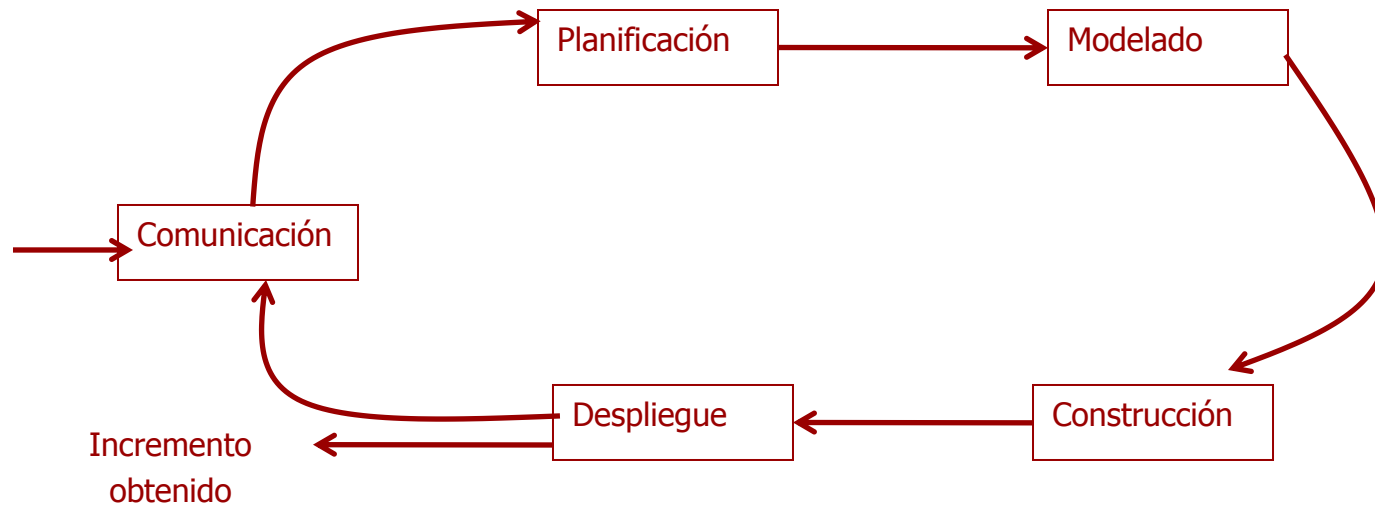 Planificación
Modelado
Comunicación
Despliegue
Construcción
Incremento
obtenido